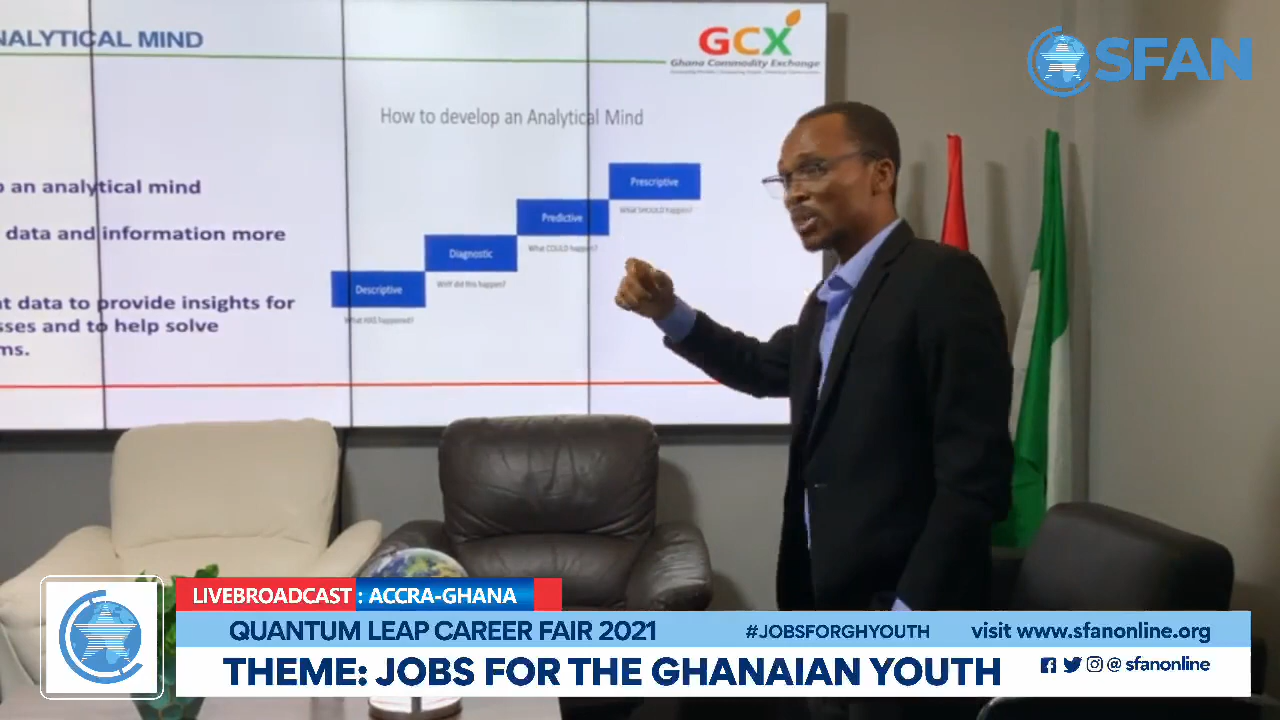 NALYTICAL MIND
GCX
Ghana Commodity Exchange
SFAN
How to develop an Analytical Mind
an analytical mind
data and information more
data to provide insights for
and to help solve
Prescriptive
What SHOULD happen?
Predictive
What COULD happen?
Diagnostic
WHY did this happen?
Descriptive
What HAS happened?
LIVEBROADCAST : ACCRA-GHANA
QUANTUM LEAP CAREER FAIR 2021 #JOBSFORGHYOUTH visit www.sfanonline.org
THEME: JOBS FOR THE GHANAIAN YOUTH @ sfanonline